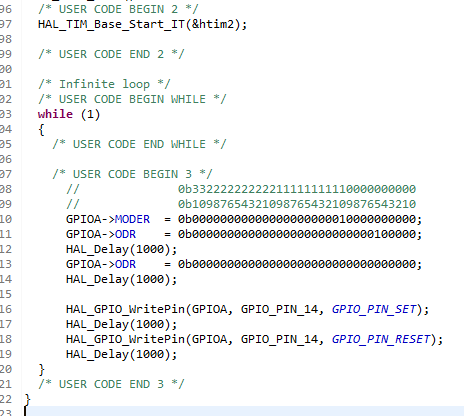 96 /* USER CODE BEGIN 2 */
97 HAL_TIM_Base_Start_IT(&htim2);
98
99 /* USER CODE END 2 */
00
01 /* Infinite loop */
02 /* USER CODE BEGIN WHILE */
03 while (1)
04 {
05 /* USER CODE END WHILE */
06
07 /* USER CODE BEGIN 3 */
08 // 0b33222222222211111111110000000000
09 // 0b10987654321098765432109876543210
10 GPIOA->MODER = 0b00000000000000000000010000000000;
11 GPIOA->ODR = 0b00000000000000000000000000100000;
12 HAL_Delay(1000);
13 GPIOA->ODR = 0b00000000000000000000000000000000;
14 HAL_Delay(1000);
15
16 HAL_GPIO_WritePin(GPIOA, GPIO_PIN_14, GPIO_PIN_SET);
17 HAL_Delay(1000);
18 HAL_GPIO_WritePin(GPIOA, GPIO_PIN_14, GPIO_PIN_RESET);
19 HAL_Delay(1000);
20 }
21 /* USER CODE END 3 */
22 }
23